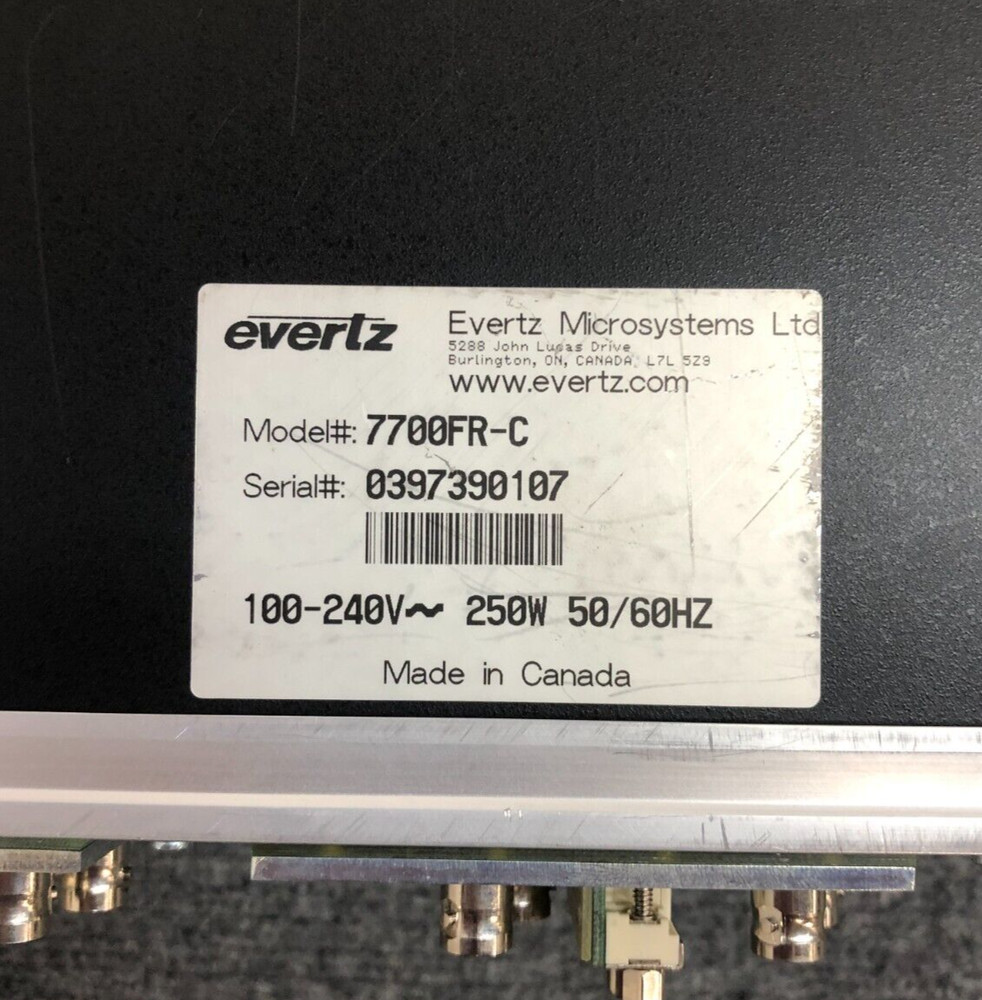 evertz
Evertz Microsystems Ltd
5288 John Lucas Drive
Burlington, ON, CANADA L7L 5Z9
www.evertz.com
Model#: 7700FR-C
Serial#: 0397390107
100-240V~ 250W 50/60HZ
Made in Canada